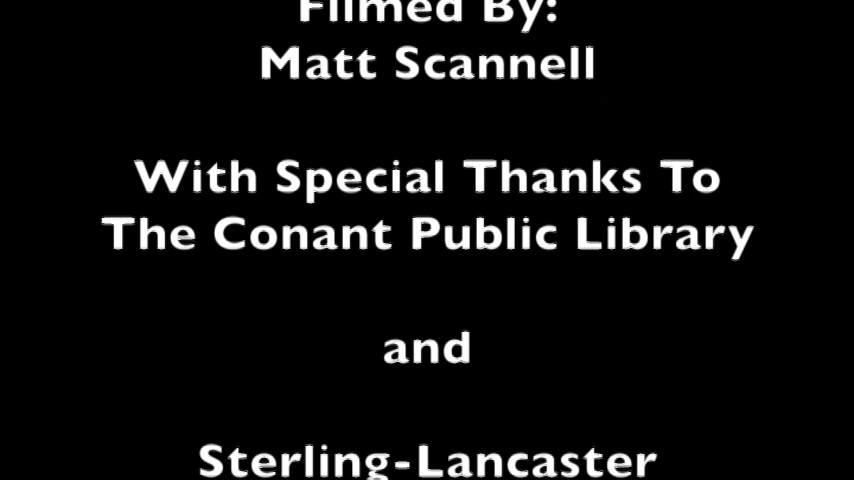 Filmed By:
Matt Scannell
With Special Thanks To
The Conant Public Library
and
Sterling-Lancaster